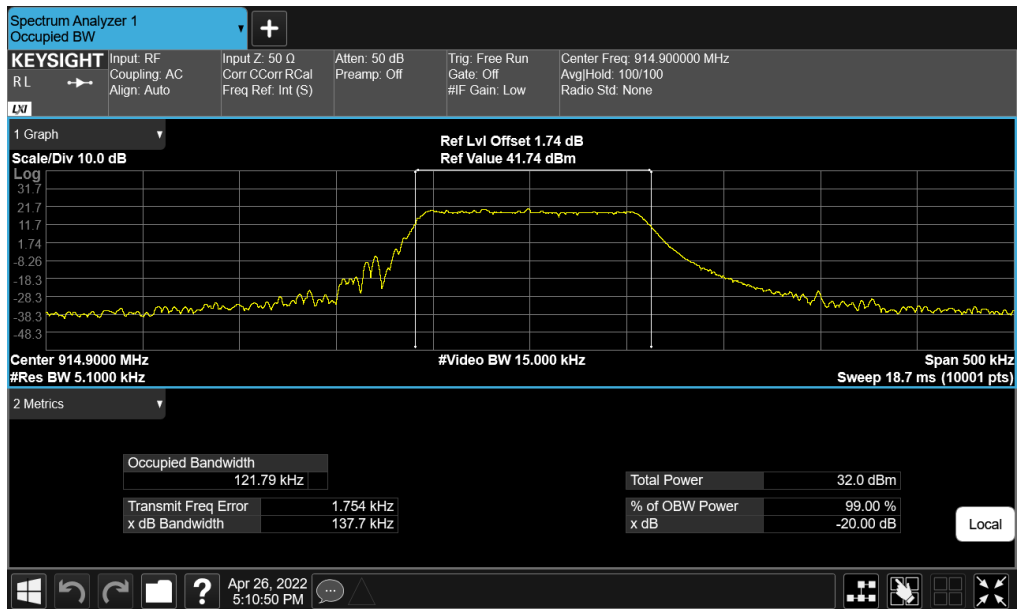 Spectrum Analyzer 1
Occupied BW
KEYSIGHT
R L
LXI
Input: RF
Coupling: AC
Align: Auto
Input Z: 50 Ω
Corr CCorr RCal
Freq Ref: Int (S)
Atten: 50 dB
Preamp: Off
Trig: Free Run
Gate: Off
#IF Gain: Low
Center Freq: 914.900000 MHz
Avg|Hold: 100/100
Radio Std: None
1 Graph
Scale/Div 10.0 dB
Ref Lvl Offset 1.74 dB
Ref Value 41.74 dBm
Log
31.7
21.7
11.7
1.74
-8.26
-18.3
-28.3
-38.3
-48.3
Center 914.9000 MHz
#Res BW 5.1000 kHz
#Video BW 15.000 kHz
Span 500 kHz
Sweep 18.7 ms (10001 pts)
2 Metrics
Occupied Bandwidth
121.79 kHz
Transmit Freq Error 1.754 kHz
x dB Bandwidth 137.7 kHz
Total Power 32.0 dBm
% of OBW Power 99.00 %
x dB -20.00 dB
Local
?
Apr 26, 2022
5:10:50 PM